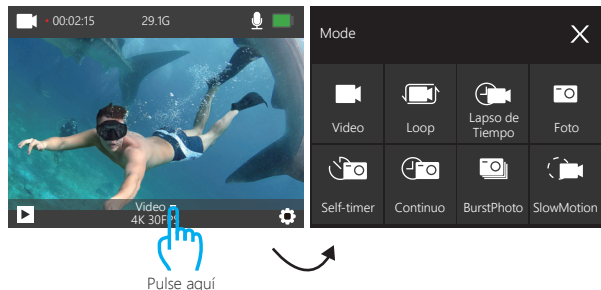 00:02:15 29.1G
Video
4K 30FPS
Pulse aquí
Mode
Video Loop Lapso de Tiempo Foto
Self-timer Continuo BurstPhoto SlowMotion